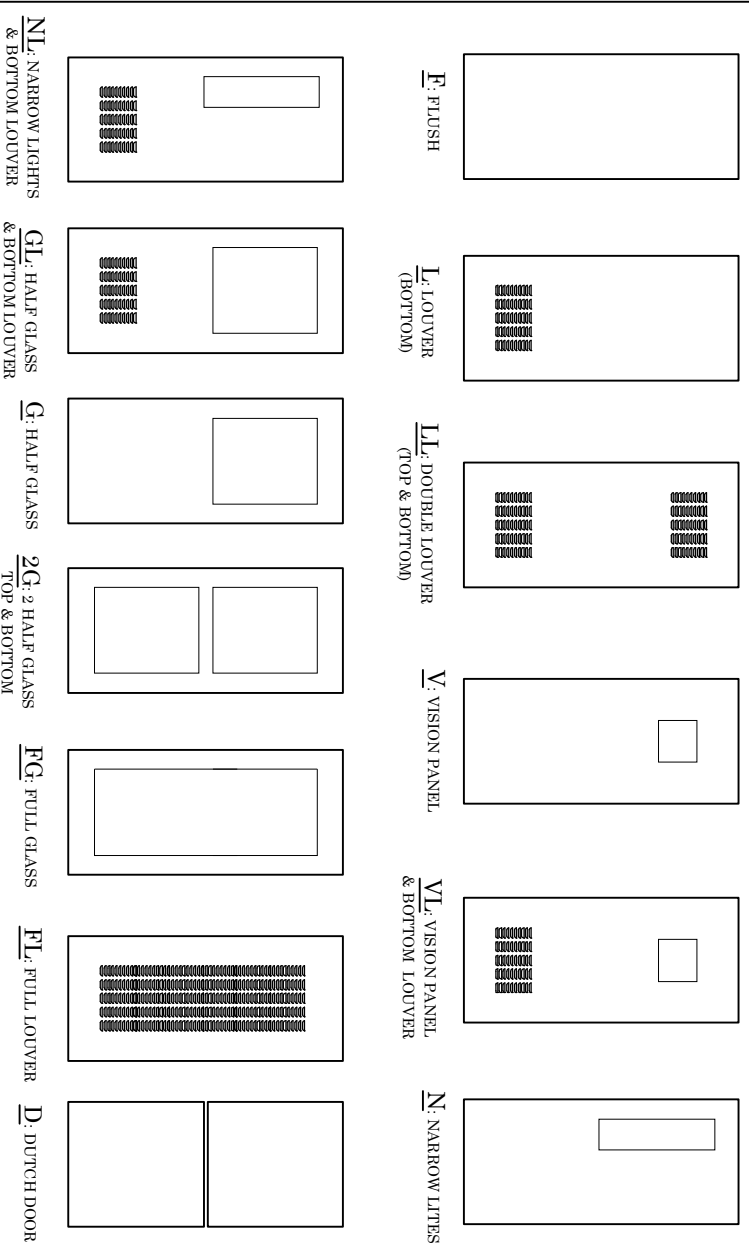 F: FLUSH
L: LOUVER
(BOTTOM)
LL: DOUBLE LOUVER
(TOP & BOTTOM)
V: VISION PANEL
VL: VISION PANEL
& BOTTOM LOUVER
N: NARROW LITES
NL: NARROW LIGHTS
& BOTTOM LOUVER
GL: HALF GLASS
& BOTTOM LOUVER
G: HALF GLASS
2G: 2 HALF GLASS
TOP & BOTTOM
FG: FULL GLASS
FL: FULL LOUVER
D: DUTCH DOOR